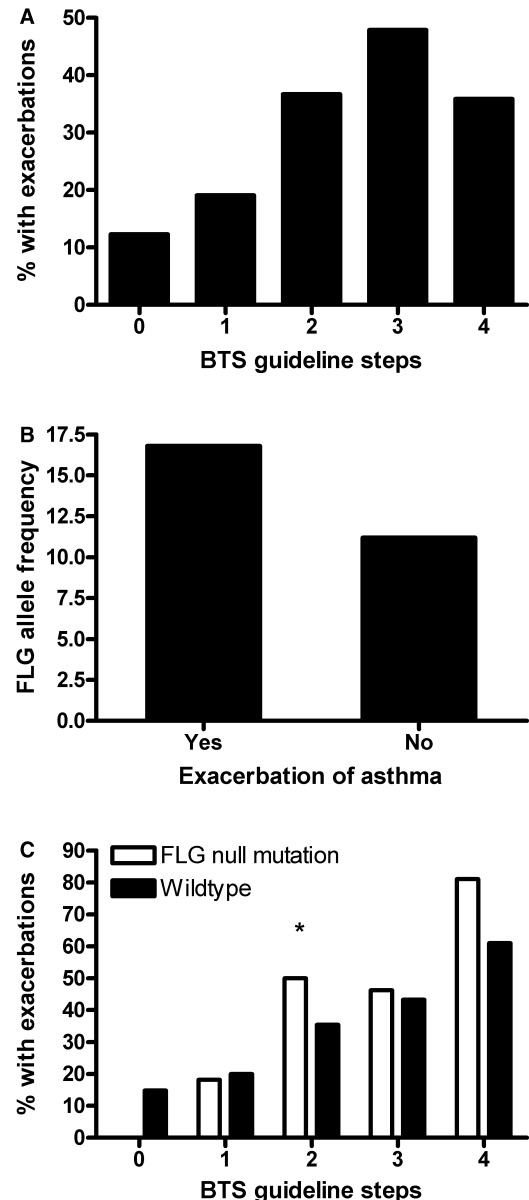 A
% with exacerbations
50
40
30
20
10
0
0 1 2 3 4
BTS guideline steps
B
FLG allele frequency
17.5
15.0
12.5
10.0
7.5
5.0
2.5
0.0
Yes No
Exacerbation of asthma
C
% with exacerbations
90
80
70
60
50
40
30
20
10
0
FLG null mutation
Wildtype
*
0 1 2 3 4
BTS guideline steps